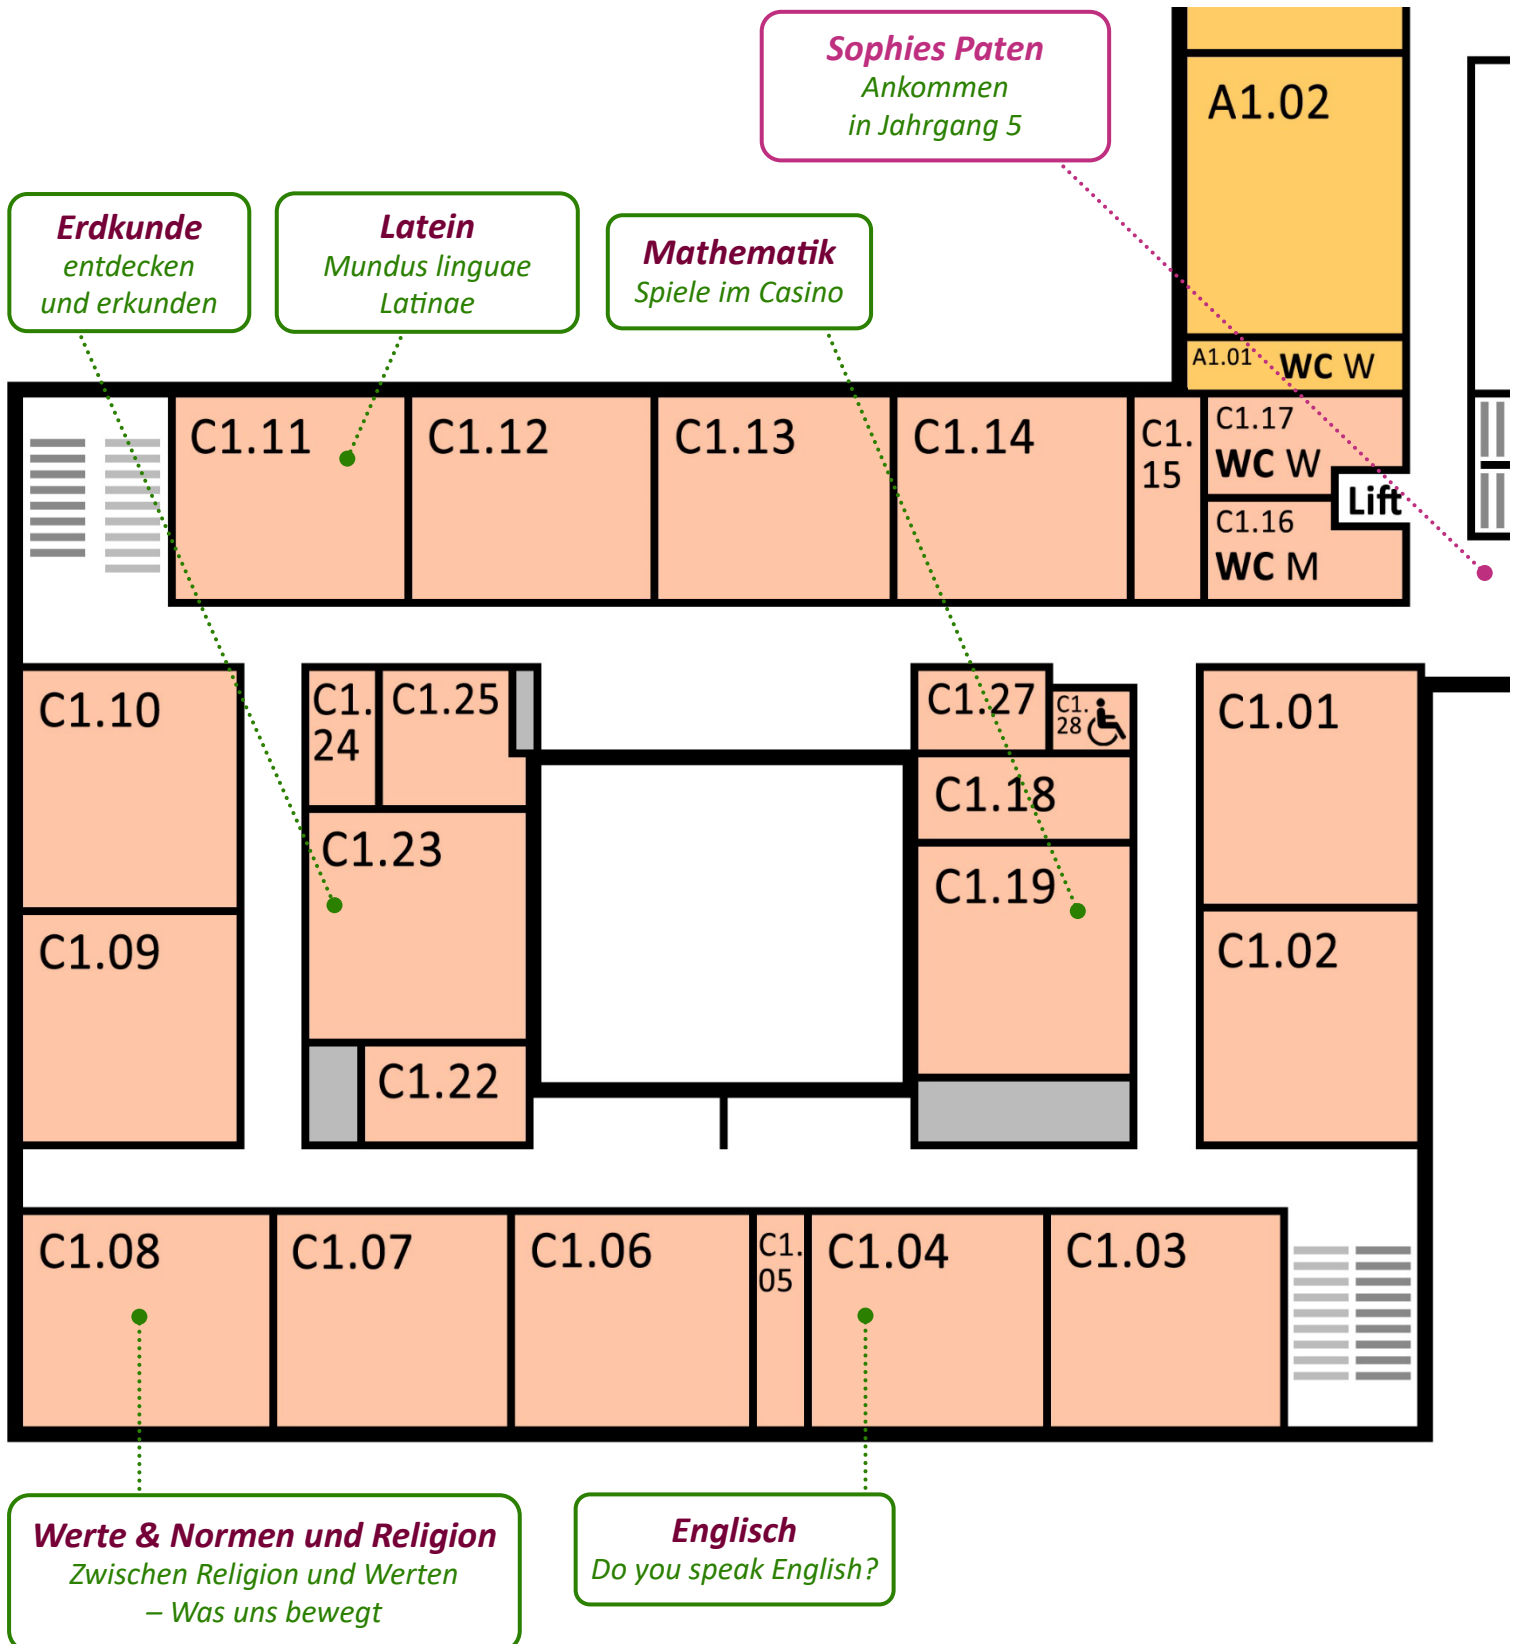 Sophies Paten
Ankommen
in Jahrgang 5
A1.02
Erdkunde
entdecken
und erkunden
Latein
Mundus linguae
Latinae
Mathematik
Spiele im Casino
A1.01 WC W
C1.11
C1.12
C1.13
C1.14
C1.
15
C1.17
WC W
Lift
C1.16
WC M
C1.10
C1.
24
C1.25
C1.27
C1.
28
C1.01
C1.18
C1.23
C1.19
C1.09
C1.02
C1.22
C1.08
C1.07
C1.06
C1.
05
C1.04
C1.03
Werte & Normen und Religion
Zwischen Religion und Werten
– Was uns bewegt
Englisch
Do you speak English?